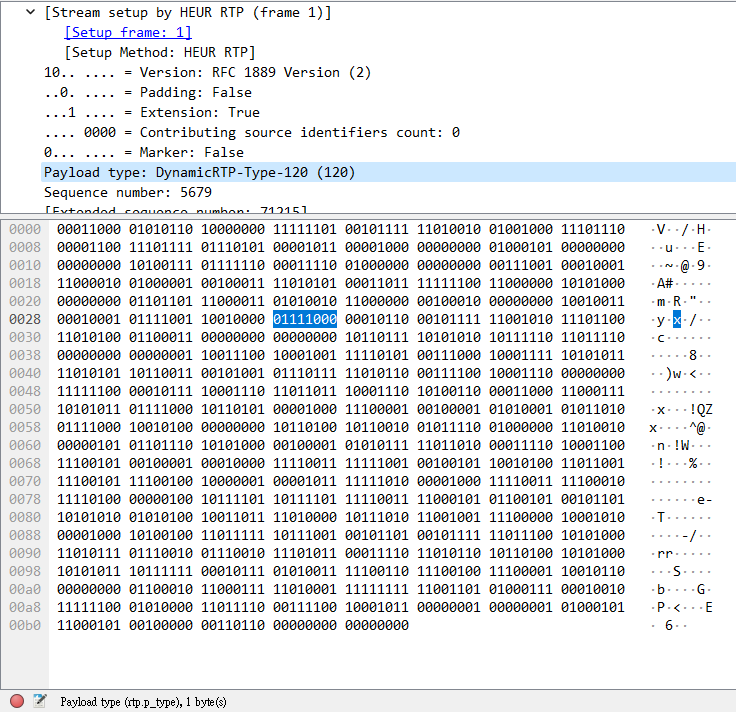 [Stream setup by HEUR RTP (frame 1)]
[Setup frame: 1]
[Setup Method: HEUR RTP]
10.. .... = Version: RFC 1889 Version (2)
..0. .... = Padding: False
...1 .... = Extension: True
.... 0000 = Contributing source identifiers count: 0
0... .... = Marker: False
Payload type: DynamicRTP-Type-120 (120)
Sequence number: 5679
[Extended sequence number: 71215]
0000 00011000 01010110 10000000 11111101 00101111 11010010 01001000 11101110 ·V··/·H·
0008 00001100 11101111 01110101 00001011 00001000 00000000 01000101 00000000 ··u···E·
0010 00000000 10100111 01111110 00011110 01000000 00000000 00111001 00010001 ··~·@·9·
0018 11000010 01000001 00100011 11010101 00011011 11111100 11000000 10101000 ·A#·····
0020 00000000 01101101 11000011 01010010 11000000 00100010 00000000 10010011 ·m·R·"··
0028 00010001 01111001 10010000 01111000 00010110 00101111 11001010 11101100 ·y·x·/··
0030 11010100 01100011 00000000 00000000 10110111 10101010 10111110 11011110 ·c······
0038 00000000 00000001 10011100 10001001 11110101 00111000 10001111 10101011 ·····8··
0040 11010101 10110011 00101001 01110111 11010110 00111100 10001110 00000000 ··)w·<··
0048 11111100 00010111 10001110 11011011 10001110 10100110 00011000 11000111 ········
0050 10101011 01111000 10110101 00001000 11100001 00100001 01010001 01011010 ·x···!QZ
0058 01111000 10010100 00000000 10110100 10110010 01011110 01000000 11010010 x····^@·
0060 00000101 01101110 10101000 00100001 01010111 11011010 00011110 10001100 ·n·!W···
0068 11100101 00100001 00010000 11110011 11111001 00100101 10010100 11011001 ·!···%··
0070 11100101 11100100 10000001 00001011 11111010 00001000 11110011 11100010 ········
0078 11110100 00000100 10111101 10111101 11110011 11000101 01100101 00101101 ······e-
0080 10101010 01010100 10011011 11010000 10111010 11001001 11100000 10001010 ·T······
0088 00001000 10100100 11011111 10111001 00101101 00101111 11011100 10101000 ····-/··
0090 11010111 01110010 01110010 11101011 00011110 11010110 10110100 10101000 ·rr·····
0098 10101011 10111111 00010111 01010011 11100110 11100100 11100001 10010110 ···S····
00a0 00000000 01100010 11000111 11010001 11111111 11001101 01000111 00010010 ·b····G·
00a8 11111100 01010000 11011110 00111100 10001011 00000001 00000001 01000101 ·P·<···E
00b0 11000101 00100000 00110110 00000000 00000000 · 6··
Payload type (rtp.p_type), 1 byte(s)